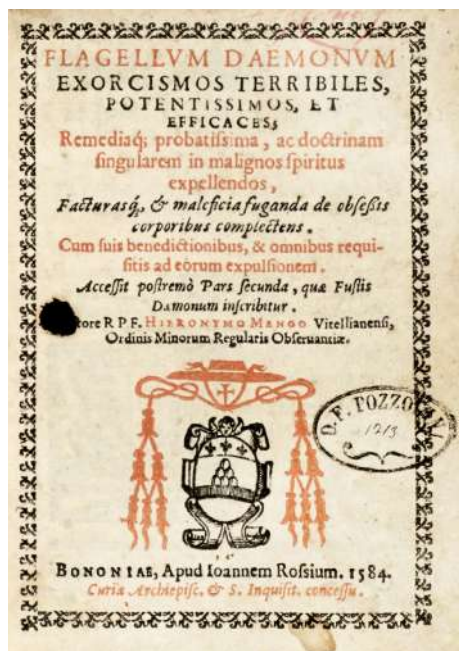 FLAGELLVM DAEMONVM
EXORCISMOS TERRIBILES,
POTENTISSIMOS, ET
EFFICACES,
Remediaq; probatissima, ac doctrinam
singularem in malignos spiritus
expellendos,
Facturasq́, & maleficia fuganda de obsessis
corporibus complectens.
Cum suis benedictionibus, & omnibus requi-
sitis ad eorum expulsionem.
Accessit postremò Pars secunda, quæ Fustis
Dæmonum inscribitur.
tore R P F. HIERONYMO MENGO Vitellianensi,
Ordinis Minorum Regularis Obseruantiæ.
D. F. POZZO
1213
BONONIAE, Apud Ioannem Rossium. 1584.
Curiæ Archiepisc. & S. Inquisit. concessu.